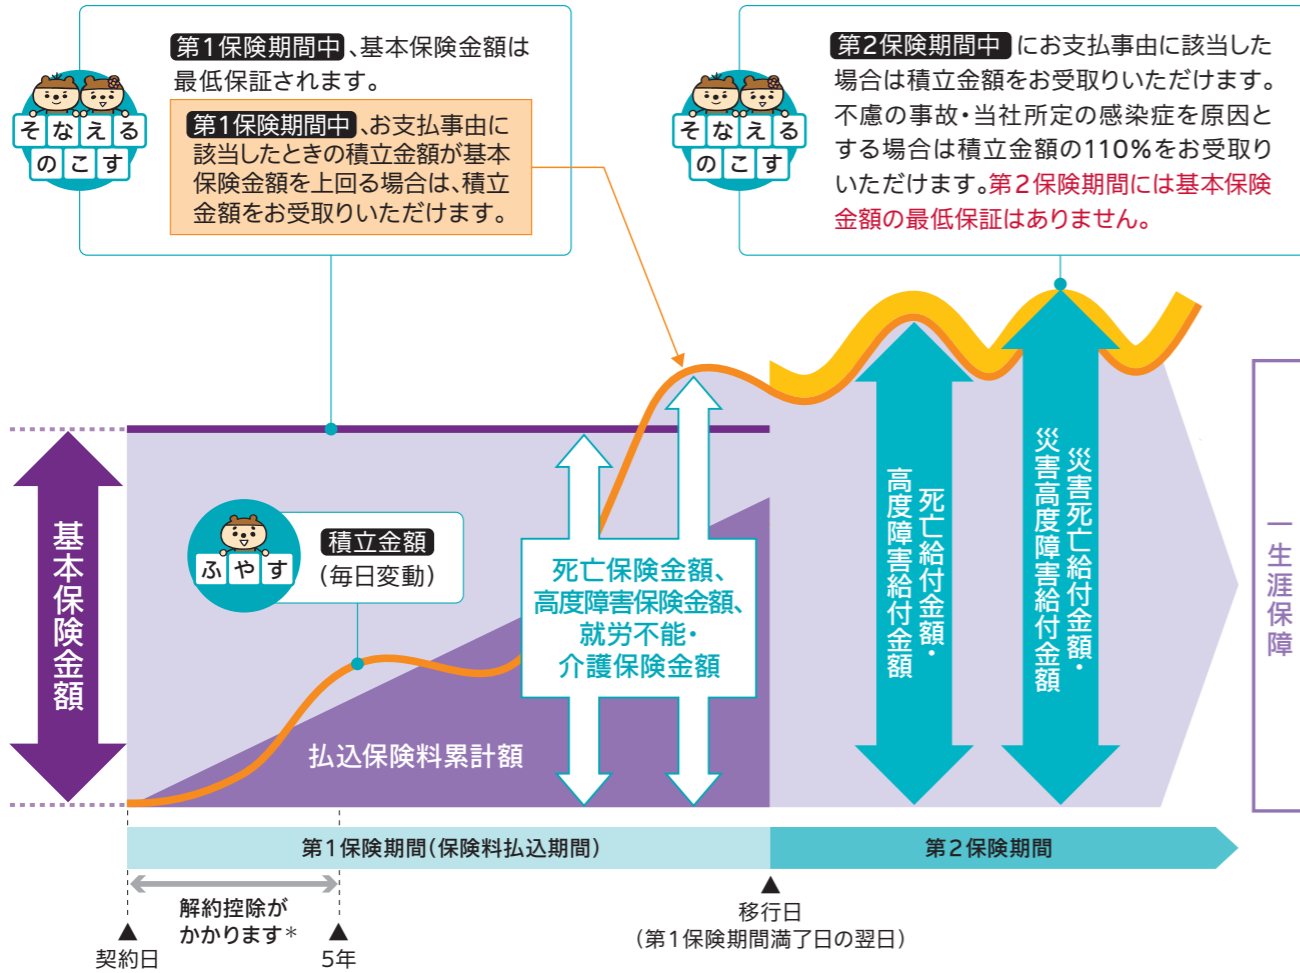 第1保険期間中、基本保険金額は
最低保証されます。
第1保険期間中、お支払事由に
該当したときの積立金額が基本
保険金額を上回る場合は、積立
金額をお受取りいただけます。
そなえる
のこす
第2保険期間中にお支払事由に該当した
場合は積立金額をお受取りいただけます。
不慮の事故・当社所定の感染症を原因と
する場合は積立金額の110%をお受取り
いただけます。第2保険期間には基本保険
金額の最低保証はありません。
そなえる
のこす
基本保険金額
ふやす
積立金額
(毎日変動)
払込保険料累計額
死亡保険金額、
高度障害保険金額、
就労不能・
介護保険金額
死亡給付金額・
高度障害給付金額
災害死亡給付金額・
災害高度障害給付金額
一生涯保障
第1保険期間(保険料払込期間)
第2保険期間
解約控除が
かかります*
契約日
5年
移行日
(第1保険期間満了日の翌日)